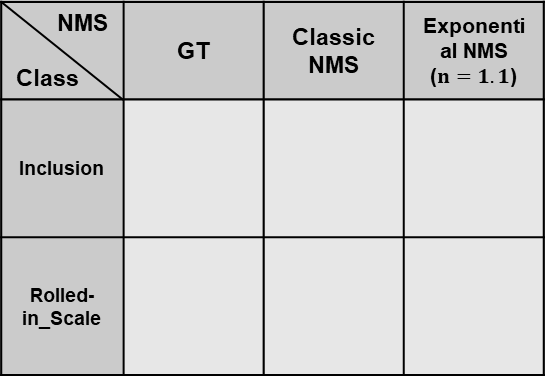 NMS
Class
GT
Classic
NMS
Exponenti
al NMS
(n = 1.1)
Inclusion
Rolled-
in_Scale